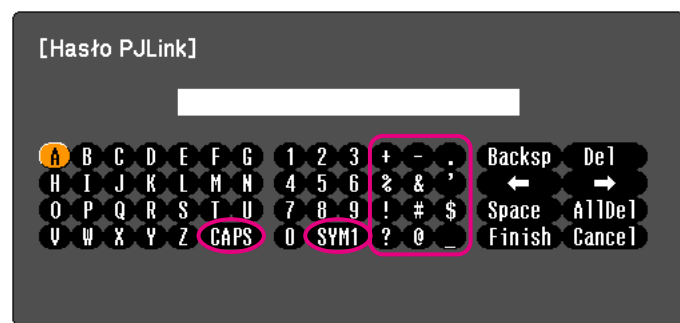 [Hasło PJLink]
A B C D E F G 1 2 3 + - . Backsp Del
H I J K L M N 4 5 6 % & ' ← →
O P Q R S T U 7 8 9 ! # $ Space AllDel
V W X Y Z CAPS 0 SYM1 ? @ _ Finish Cancel